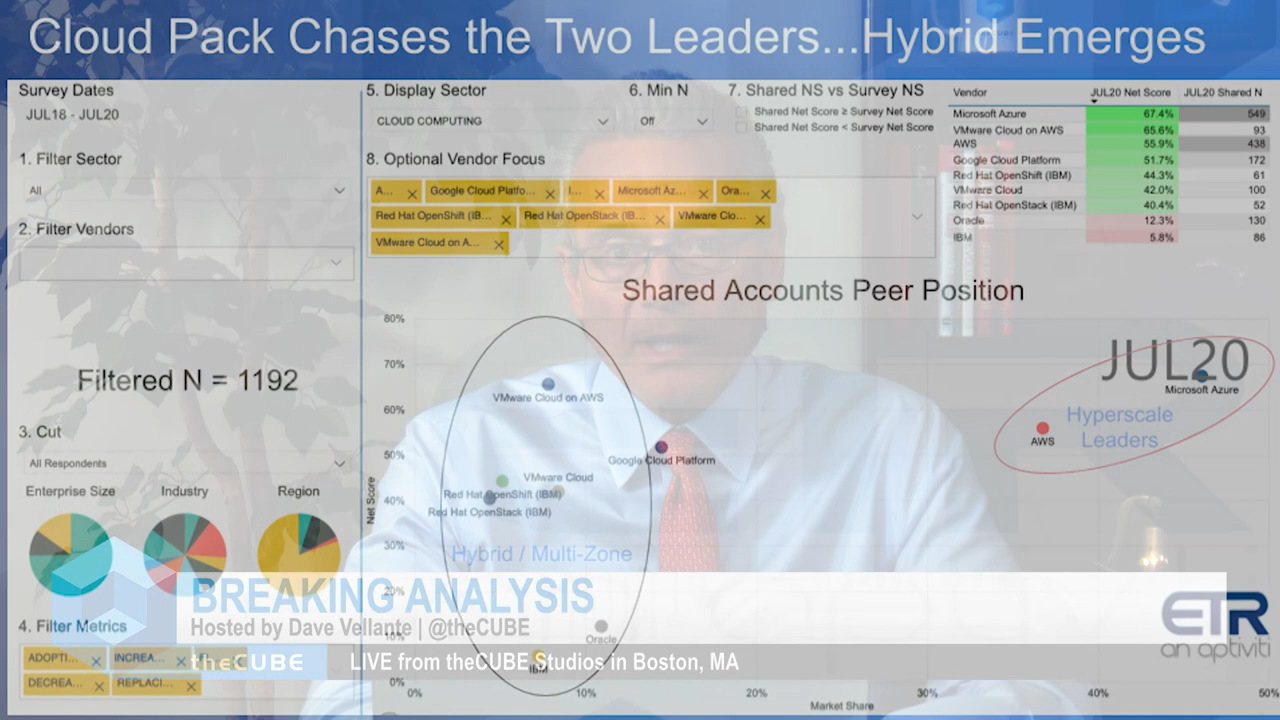 Cloud Pack Chases the Two Leaders...Hybrid Emerges
Survey Dates
JUL18 - JUL20
1. Filter Sector
All
2. Filter Vendors
Filtered N = 1192
3. Cut
All Respondents
Enterprise Size
Industry
Region
4. Filter Metrics
ADOPTI... ×
INCREA... ×
DECREA... ×
REPLACI... ×
5. Display Sector
CLOUD COMPUTING
6. Min N
Off
7. Shared NS vs Survey NS
Shared Net Score ≥ Survey Net Score
Shared Net Score < Survey Net Score
8. Optional Vendor Focus
A... ×
Google Cloud Platfo... ×
I... ×
Microsoft Az... ×
Ora... ×
Red Hat OpenShift (IB... ×
Red Hat OpenStack (IB... ×
VMware Clo... ×
VMware Cloud on A... ×
Vendor JUL20 Net Score JUL20 Shared N
Microsoft Azure 67.4% 549
VMware Cloud on AWS 65.6% 93
AWS 55.9% 438
Google Cloud Platform 51.7% 172
Red Hat OpenShift (IBM) 44.3% 61
VMware Cloud 42.0% 100
Red Hat OpenStack (IBM) 40.4% 52
Oracle 12.3% 130
IBM 5.8% 86
Shared Accounts Peer Position
JUL20
80%
70%
60%
50%
40%
30%
20%
10%
0%
Net Score
VMware Cloud on AWS
Google Cloud Platform
VMware Cloud
Red Hat OpenShift (IBM)
Red Hat OpenStack (IBM)
Hybrid / Multi-Zone
Oracle
IBM
Microsoft Azure
AWS
Hyperscale
Leaders
0% 10% 20% 30% 40% 50%
Market Share
ETR
an aptiviti
BREAKING ANALYSIS
Hosted by Dave Vellante | @theCUBE
theCUBE
LIVE from theCUBE Studios in Boston, MA